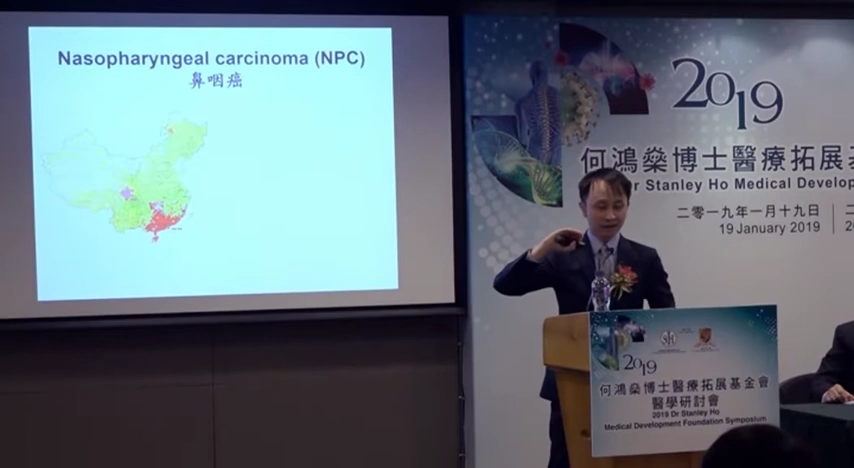 Nasopharyngeal carcinoma (NPC)
鼻咽癌
2019
何鴻燊博士醫療拓展基
Dr Stanley Ho Medical Develop
二零一九年一月十九日
19 January 2019
2019
何鴻燊博士醫療拓展基金會
醫學研討會
2019 Dr Stanley Ho
Medical Development Foundation Symposium